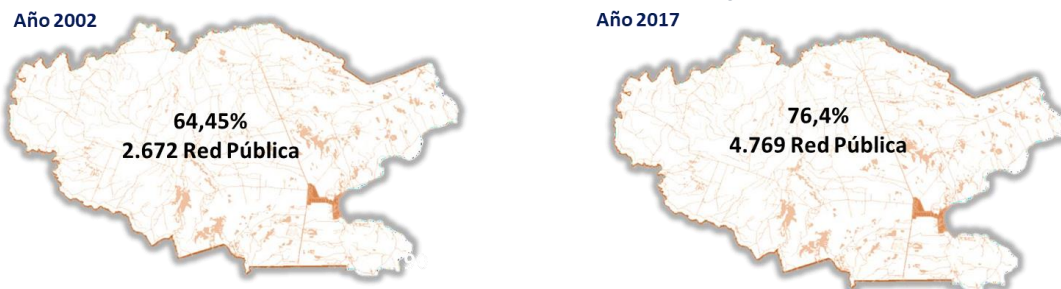 Año 2002
64,45%
2.672 Red Pública
Año 2017
76,4%
4.769 Red Pública